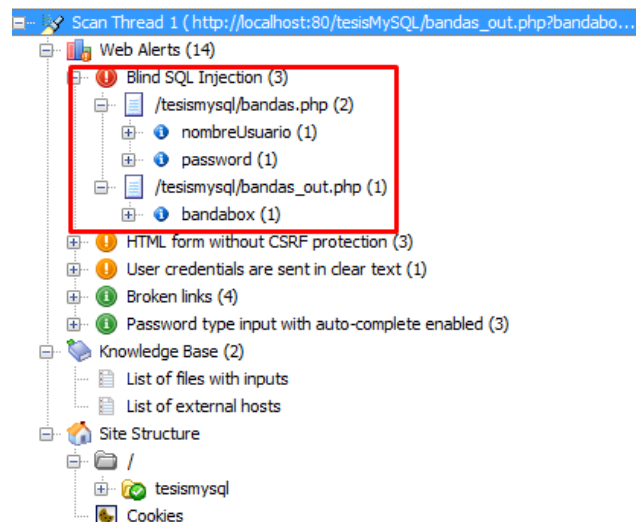 Scan Thread 1 ( http://localhost:80/tesisMySQL/bandas_out.php?bandabo...
Web Alerts (14)
Blind SQL Injection (3)
/tesismysql/bandas.php (2)
nombreUsuario (1)
password (1)
/tesismysql/bandas_out.php (1)
bandabox (1)
HTML form without CSRF protection (3)
User credentials are sent in clear text (1)
Broken links (4)
Password type input with auto-complete enabled (3)
Knowledge Base (2)
List of files with inputs
List of external hosts
Site Structure
/
tesismysql
Cookies